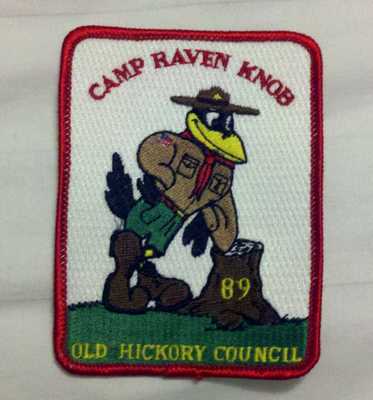 CAMP RAVEN KNOB
89
OLD HICKORY COUNCIL